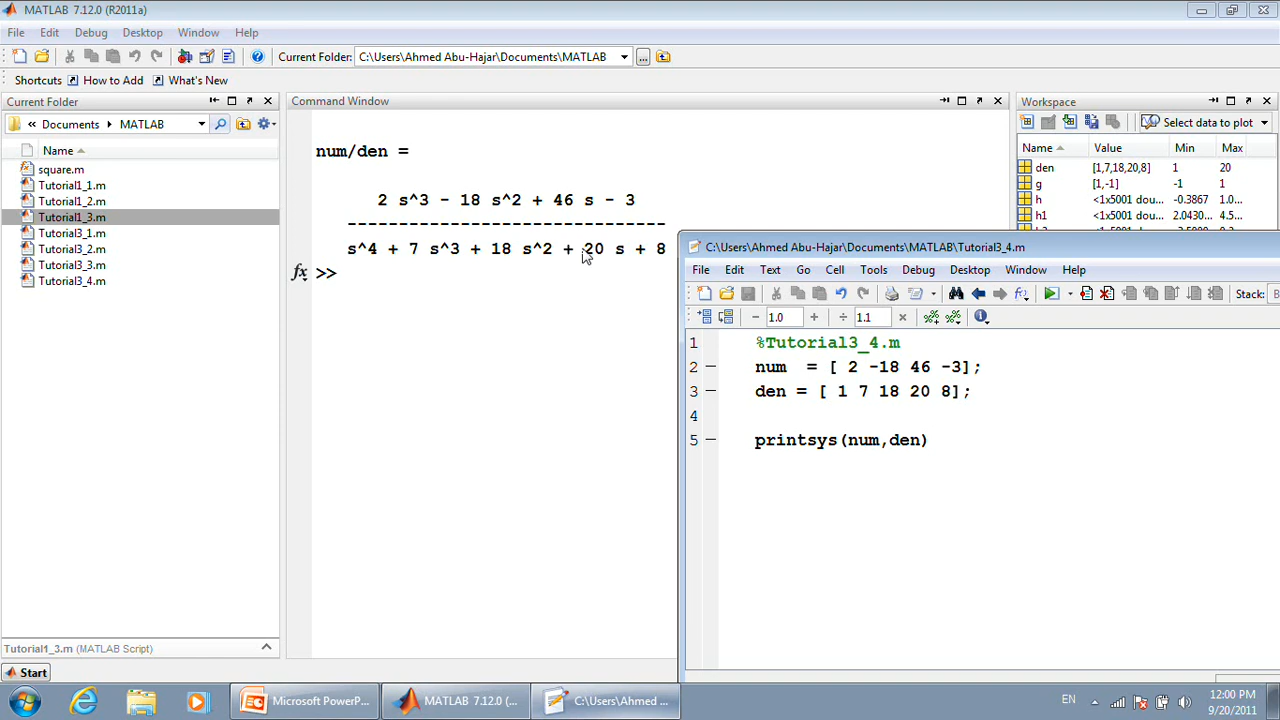 MATLAB 7.12.0 (R2011a)
File Edit Debug Desktop Window Help
Current Folder: C:\Users\Ahmed Abu-Hajar\Documents\MATLAB ...
Shortcuts How to Add What's New
Current Folder
« Documents MATLAB
Name
square.m
Tutorial1_1.m
Tutorial1_2.m
Tutorial1_3.m
Tutorial3_1.m
Tutorial3_2.m
Tutorial3_3.m
Tutorial3_4.m
Tutorial1_3.m (MATLAB Script)
Start
Command Window
num/den =
2 s^3 - 18 s^2 + 46 s - 3
-------------------------------
s^4 + 7 s^3 + 18 s^2 + 20 s + 8
fx >>
Workspace
Select data to plot
Name Value Min Max
den [1,7,18,20,8] 1 20
g [1,-1] -1 1
h <1x5001 dou... -0.3867 1.0...
h1 <1x5001 dou... 2.0430... 4.5...
C:\Users\Ahmed Abu-Hajar\Documents\MATLAB\Tutorial3_4.m
File Edit Text Go Cell Tools Debug Desktop Window Help
Stack:
− 1.0 + ÷ 1.1 ×
1 %Tutorial3_4.m
2 num = [ 2 -18 46 -3];
3 den = [ 1 7 18 20 8];
4
5 printsys(num,den)
Microsoft PowerP...
MATLAB 7.12.0 (...
C:\Users\Ahmed ...
EN
12:00 PM
9/20/2011